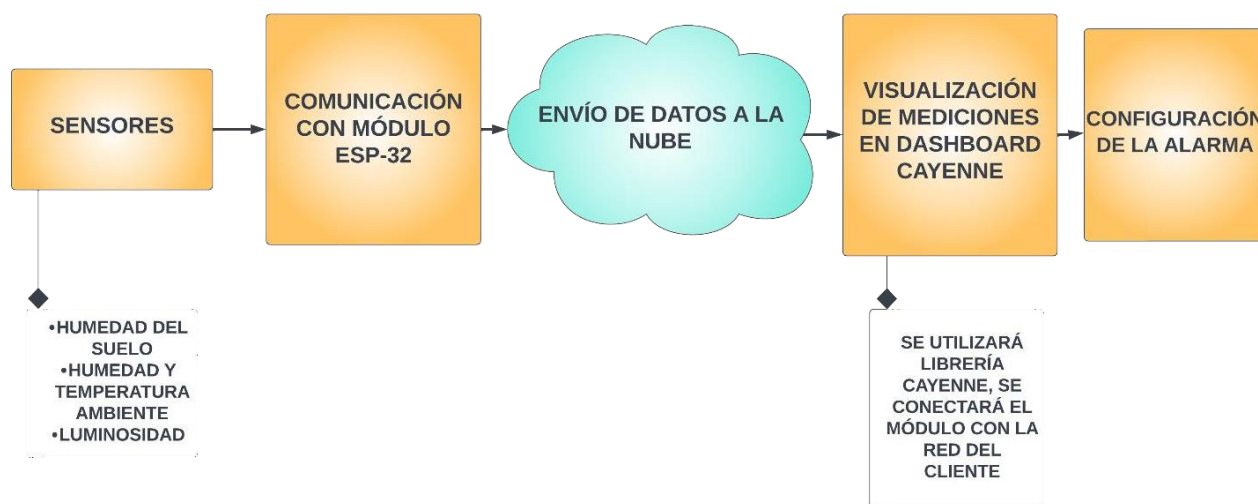 SENSORES
COMUNICACIÓN
CON MÓDULO
ESP-32
ENVÍO DE DATOS A LA
NUBE
VISUALIZACIÓN
DE MEDICIONES
EN DASHBOARD
CAYENNE
CONFIGURACIÓN
DE LA ALARMA
•HUMEDAD DEL
SUELO
•HUMEDAD Y
TEMPERATURA
AMBIENTE
•LUMINOSIDAD
SE UTILIZARÁ
LIBRERÍA
CAYENNE, SE
CONECTARÁ EL
MÓDULO CON LA
RED DEL
CLIENTE